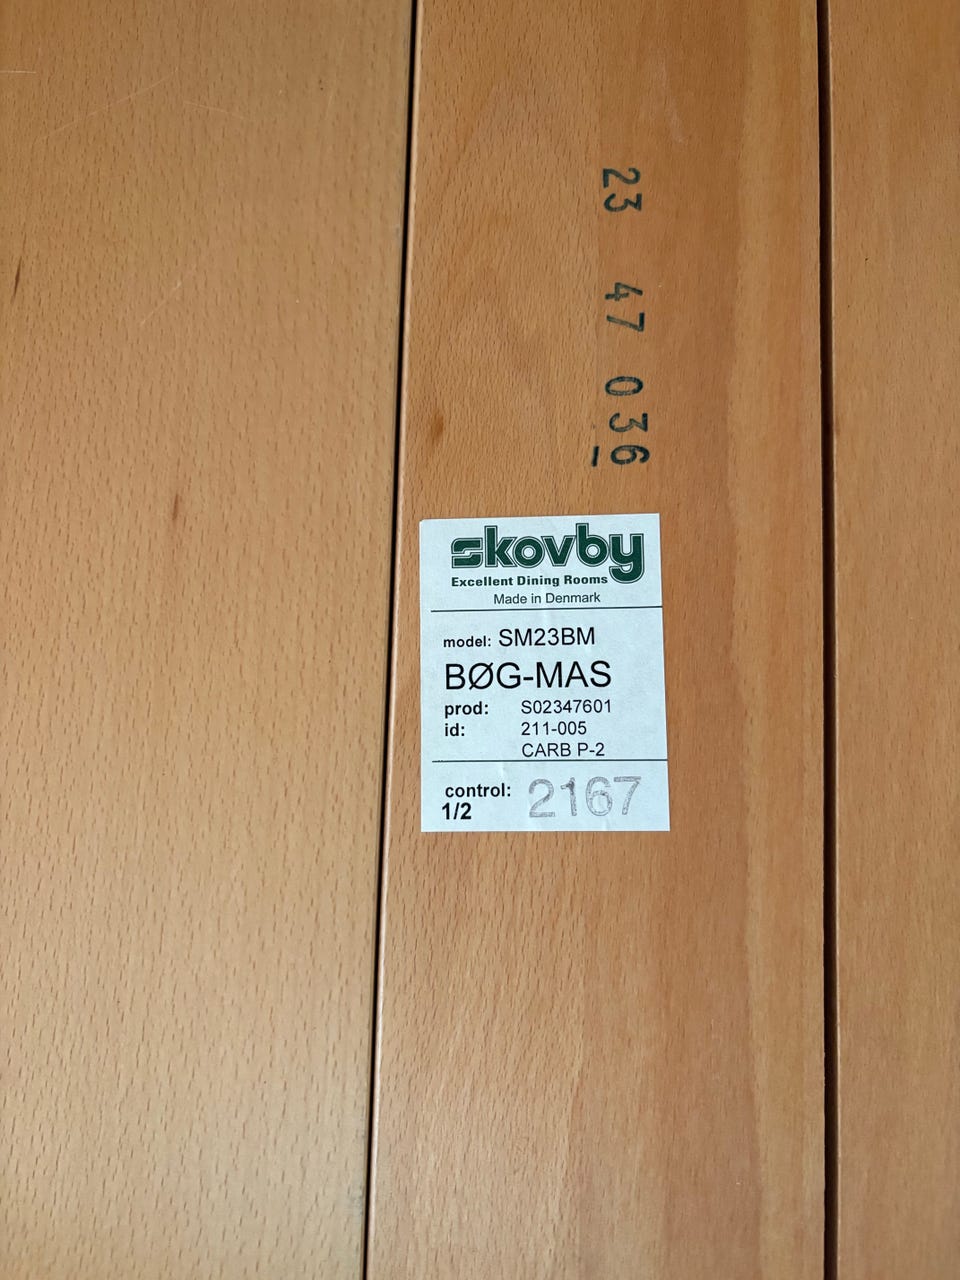 23 47 036
skovby
Excellent Dining Rooms
Made in Denmark
model: SM23BM
BØG-MAS
prod: S02347601
id: 211-005
CARB P-2
control: 2167
1/2